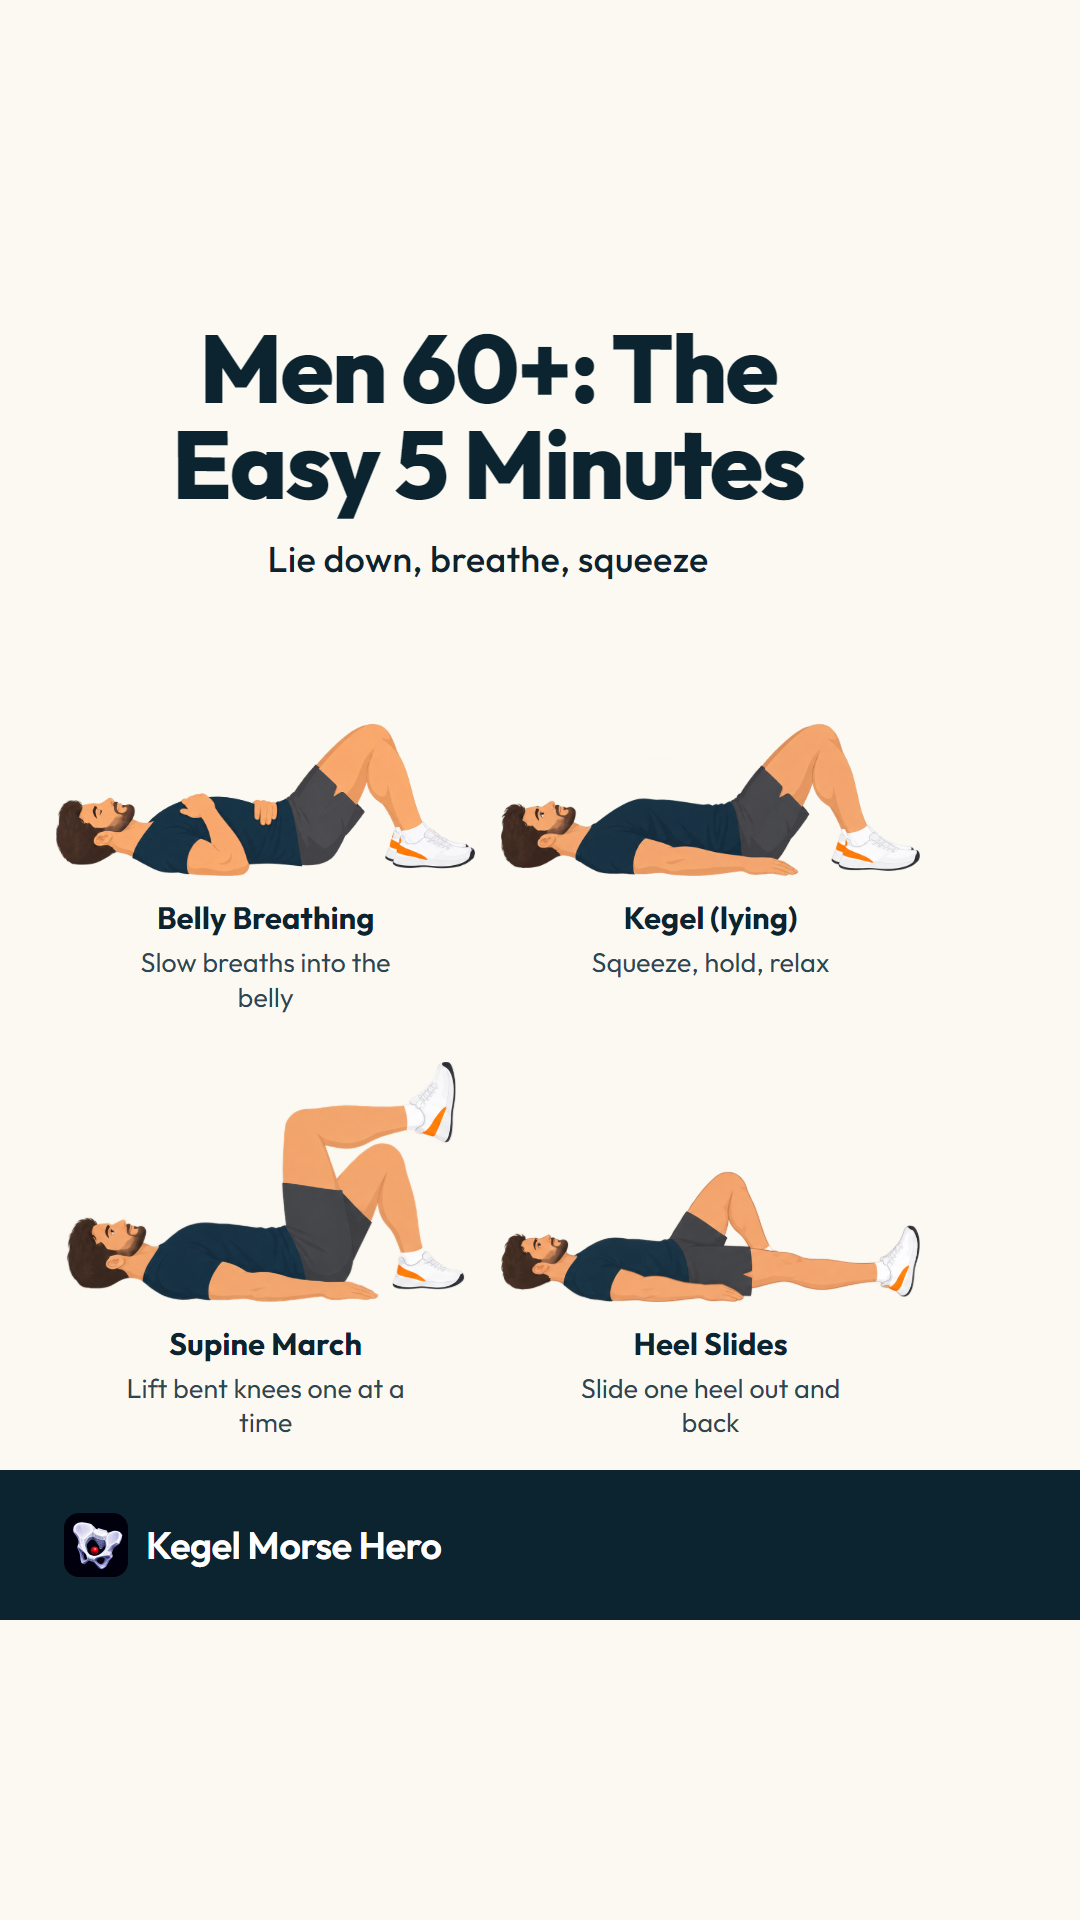 Men 60+: The
Easy 5 Minutes
Lie down, breathe, squeeze
Belly Breathing
Slow breaths into the
belly
Kegel (lying)
Squeeze, hold, relax
Supine March
Lift bent knees one at a
time
Heel Slides
Slide one heel out and
back
Kegel Morse Hero